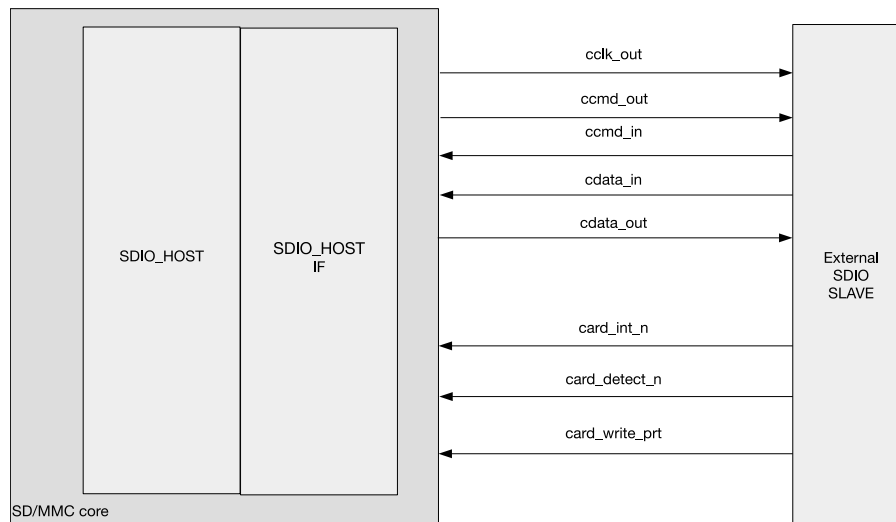 cclk_out
ccmd_out
ccmd_in
cdata_in
cdata_out
SDIO_HOST
SDIO_HOST
IF
External
SDIO
SLAVE
card_int_n
card_detect_n
card_write_prt
SD/MMC core